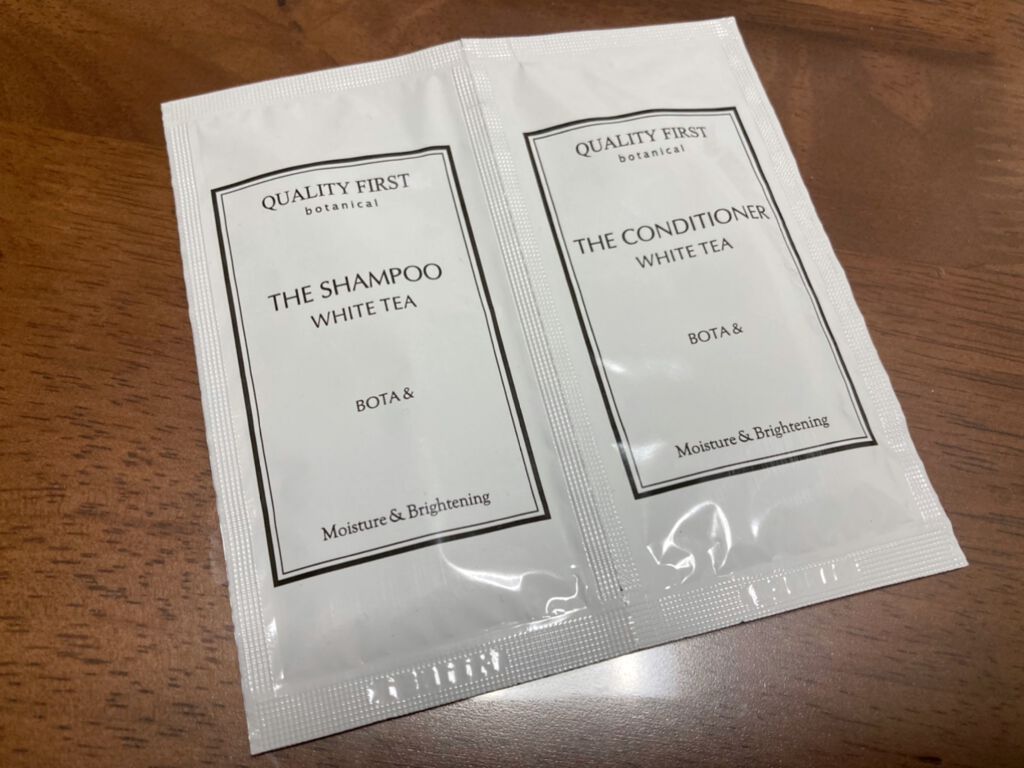 QUALITY FIRST
botanical
THE SHAMPOO
WHITE TEA
BOTA &
Moisture & Brightening
QUALITY FIRST
botanical
THE CONDITIONER
WHITE TEA
BOTA &
Moisture & Brightening